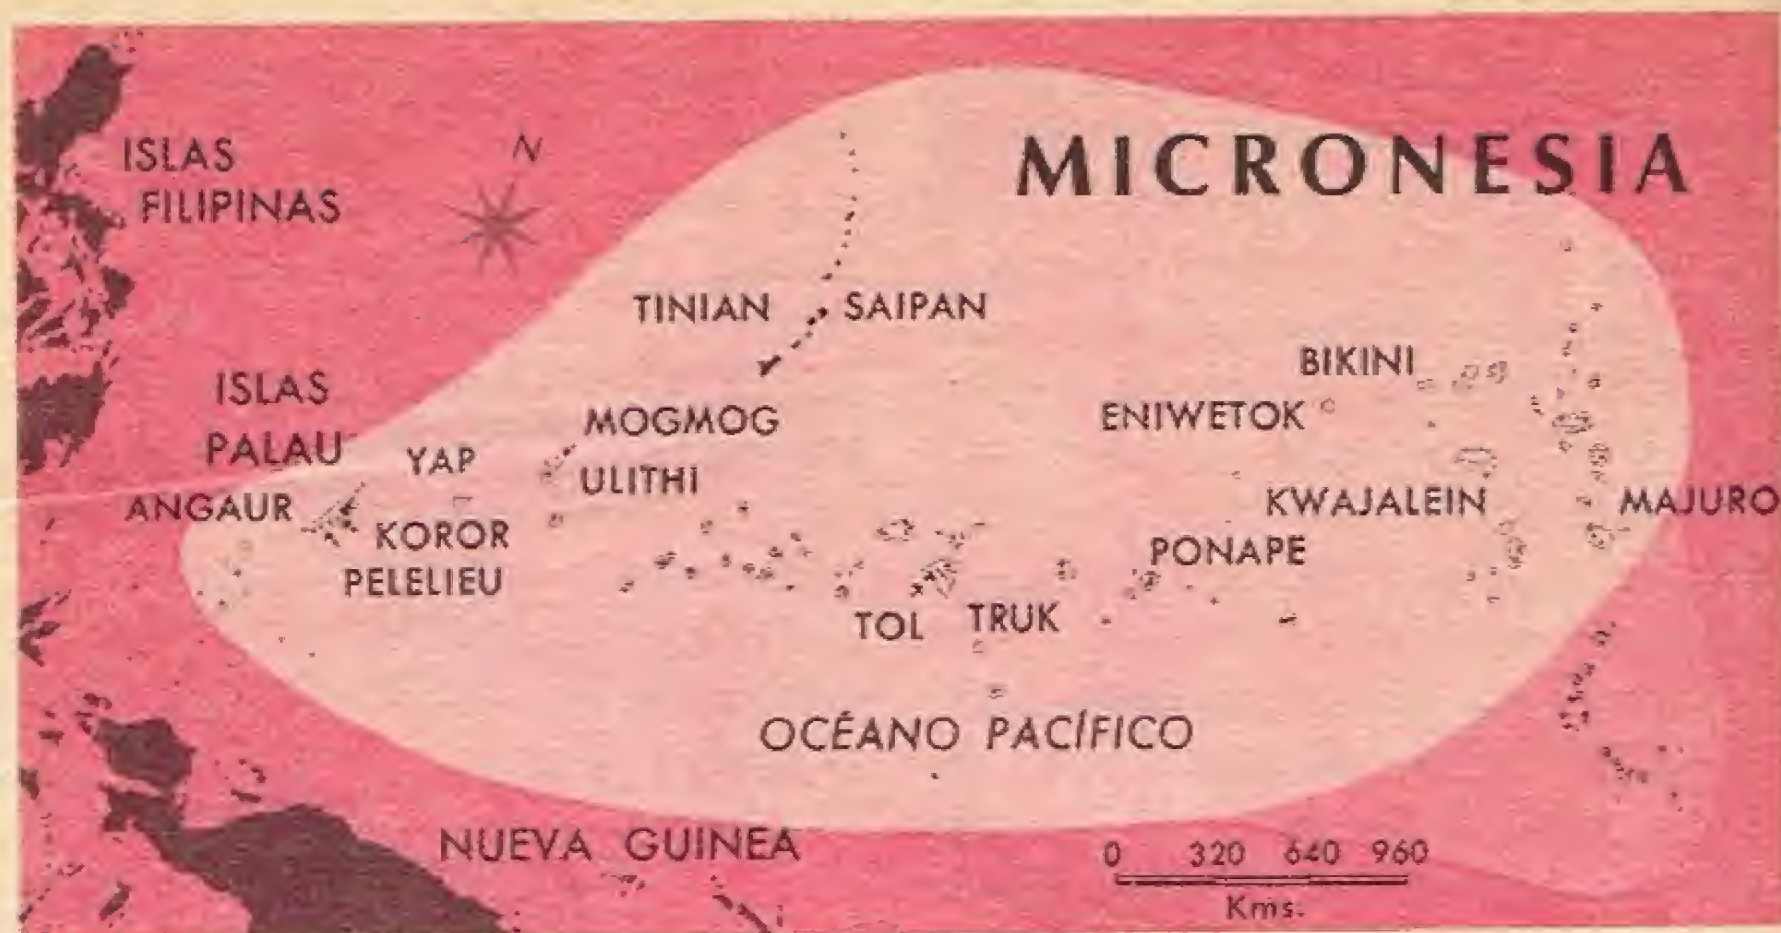 MICRONESIA
ISLAS
FILIPINAS
N
TINIAN
SAIPAN
BIKINI
ENIWETOK
ISLAS
PALAU
YAP
MOGMOG
ULITHI
ANGAUR
KOROR
PELELIEU
KWAJALEIN
MAJURO
PONAPE
TOL
TRUK
OCÉANO PACÍFICO
NUEVA GUINEA
0 320 640 960
Kms.